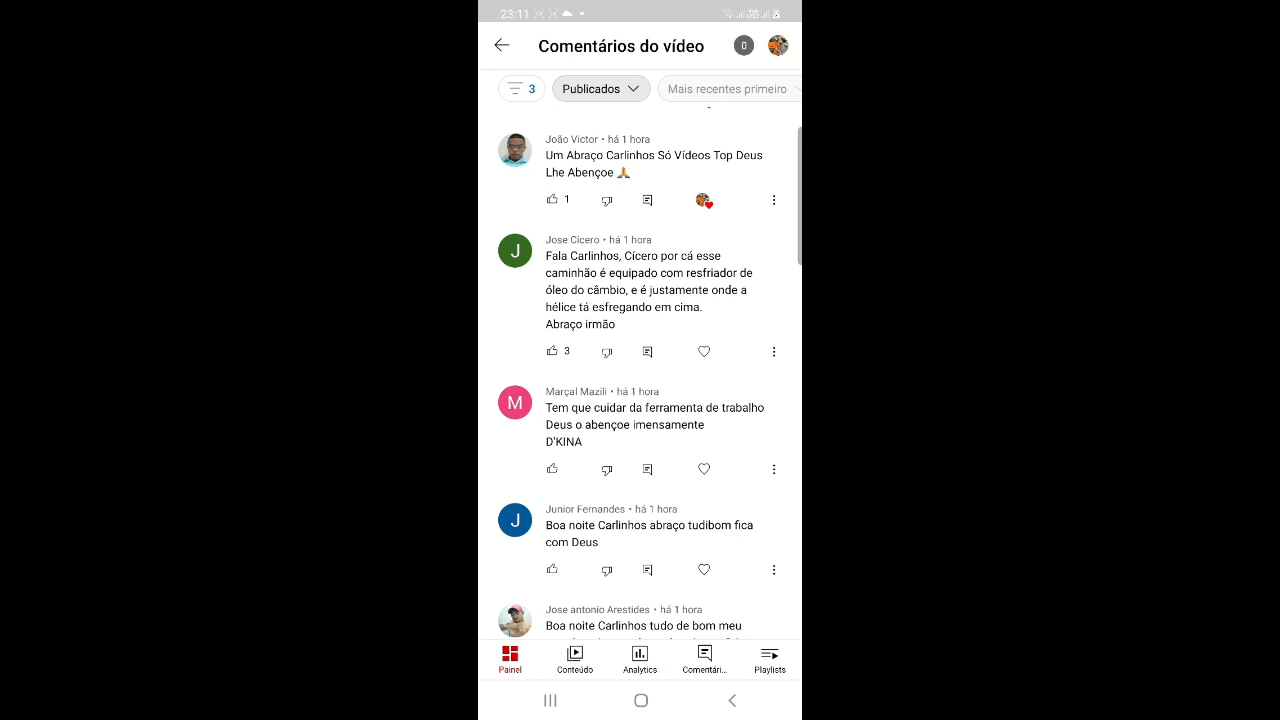 23:11
Comentários do vídeo
0
3
Publicados
Mais recentes primeiro
João Victor • há 1 hora
Um Abraço Carlinhos Só Vídeos Top Deus
Lhe Abençoe 🙏
1
J
Jose Cicero • há 1 hora
Fala Carlinhos, Cícero por cá esse
caminhão é equipado com resfriador de
óleo do câmbio, e é justamente onde a
hélice tá esfregando em cima.
Abraço irmão
3
M
Marçal Mazili • há 1 hora
Tem que cuidar da ferramenta de trabalho
Deus o abençoe imensamente
D'KINA
J
Junior Fernandes • há 1 hora
Boa noite Carlinhos abraço tudibom fica
com Deus
Jose antonio Arestides • há 1 hora
Boa noite Carlinhos tudo de bom meu
Painel
Conteúdo
Analytics
Comentári...
Playlists